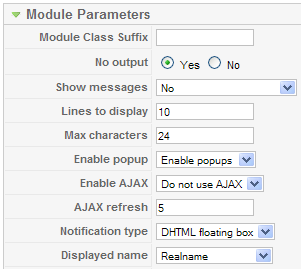 Module Parameters
Module Class Suffix
No output Yes No
Show messages No
Lines to display 10
Max characters 24
Enable popup Enable popups
Enable AJAX Do not use AJAX
AJAX refresh 5
Notification type DHTML floating box
Displayed name Realname